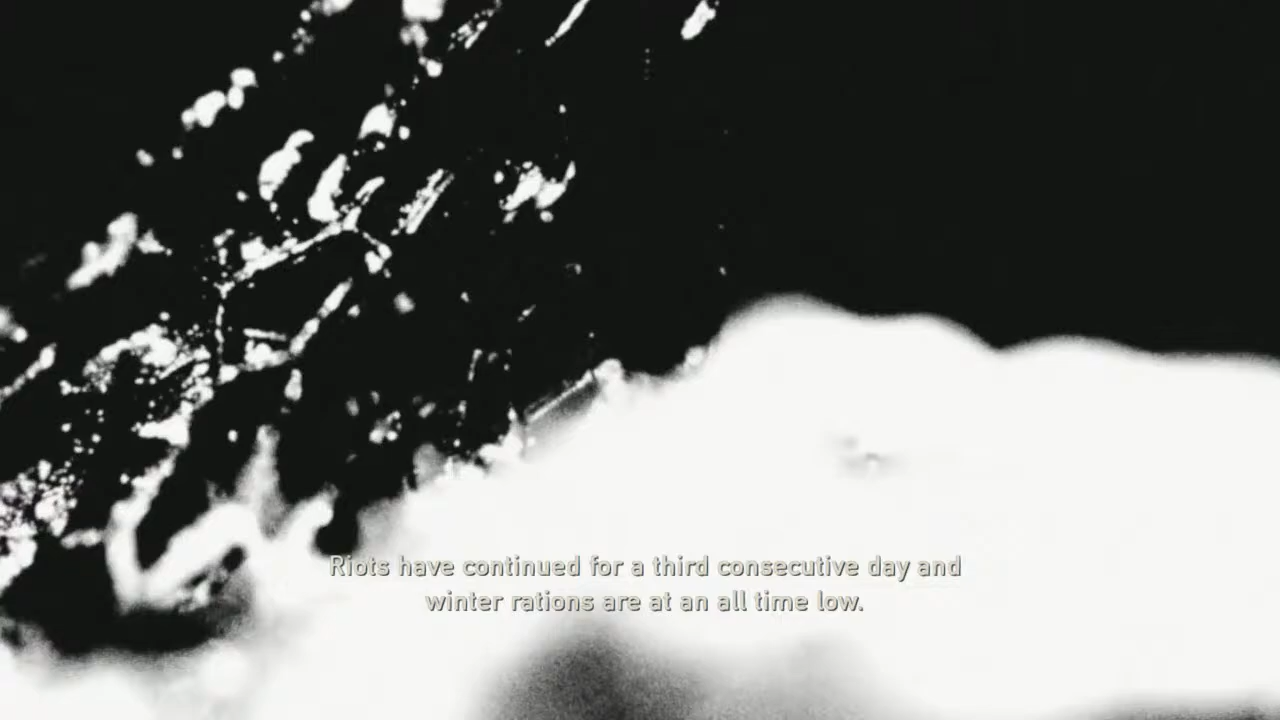 Riots have continued for a third consecutive day and
winter rations are at an all time low.